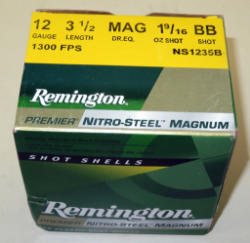 12 3 1/2 MAG 1 9/16 BB
GAUGE LENGTH DR.EQ. OZ SHOT SHOT
1300 FPS NS1235B
Remington
PREMIER NITRO-STEEL MAGNUM
SHOT SHELLS
Remington
PREMIER NITRO-STEEL MAGNUM